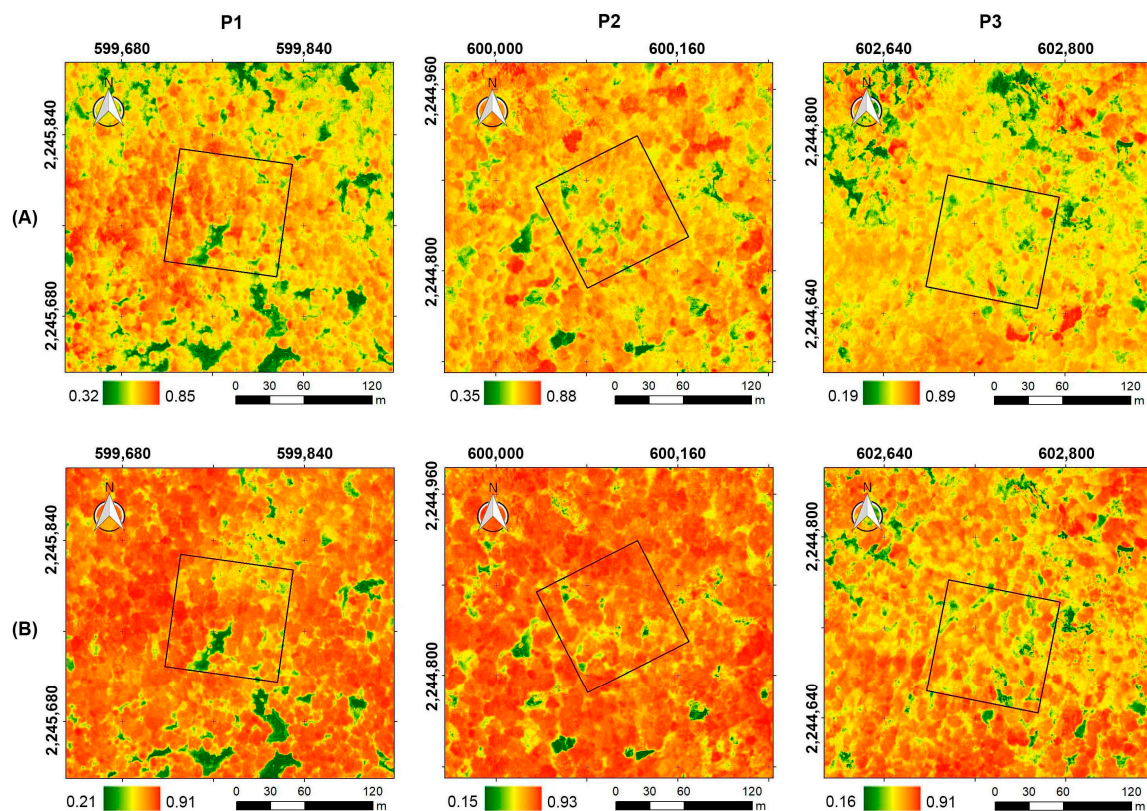 P1 P2 P3
599,680 599,840 600,000 600,160 602,640 602,800
(A)
N N N
2,245,840 2,245,680
2,244,960 2,244,800
2,244,800 2,244,640
0.32 0.85 0 30 60 120 m
0.35 0.88 0 30 60 120 m
0.19 0.89 0 30 60 120 m
599,680 599,840 600,000 600,160 602,640 602,800
(B)
N N N
2,245,840 2,245,680
2,244,960 2,244,800
2,244,800 2,244,640
0.21 0.91 0 30 60 120 m
0.15 0.93 0 30 60 120 m
0.16 0.91 0 30 60 120 m